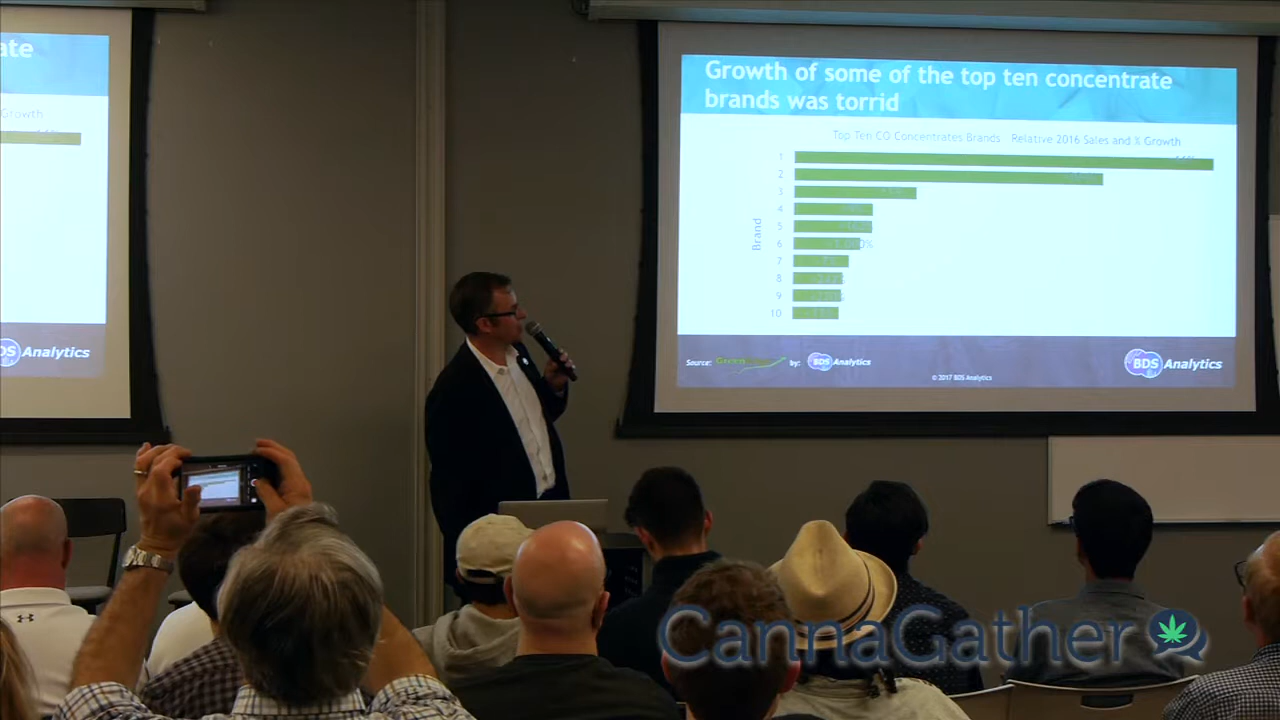 ate
Growth
Analytics
Growth of some of the top ten concentrate
brands was torrid
Top Ten CO Concentrates Brands Relative 2016 Sales and % Growth
Brand
1
2
3
4
5
6
7
8
9
10
Source:
by:
BDS Analytics
BDS Analytics
© 2017 BDS Analytics
CannaGather